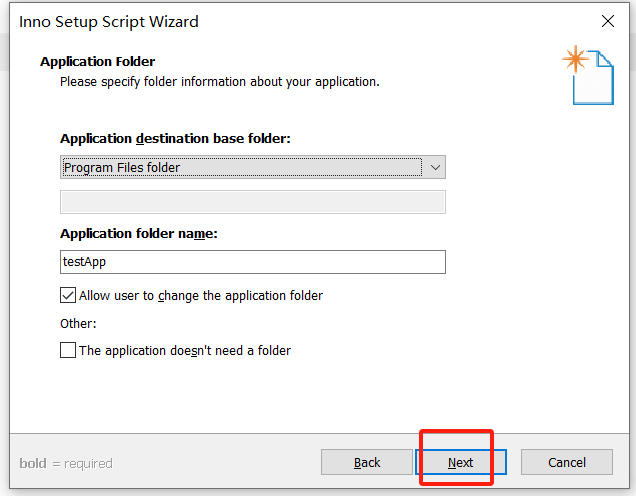 Inno Setup Script Wizard
Application Folder
Please specify folder information about your application.
Application destination base folder:
Program Files folder
Application folder name:
testApp
Allow user to change the application folder
Other:
The application doesn't need a folder
bold = required
Back
Next
Cancel